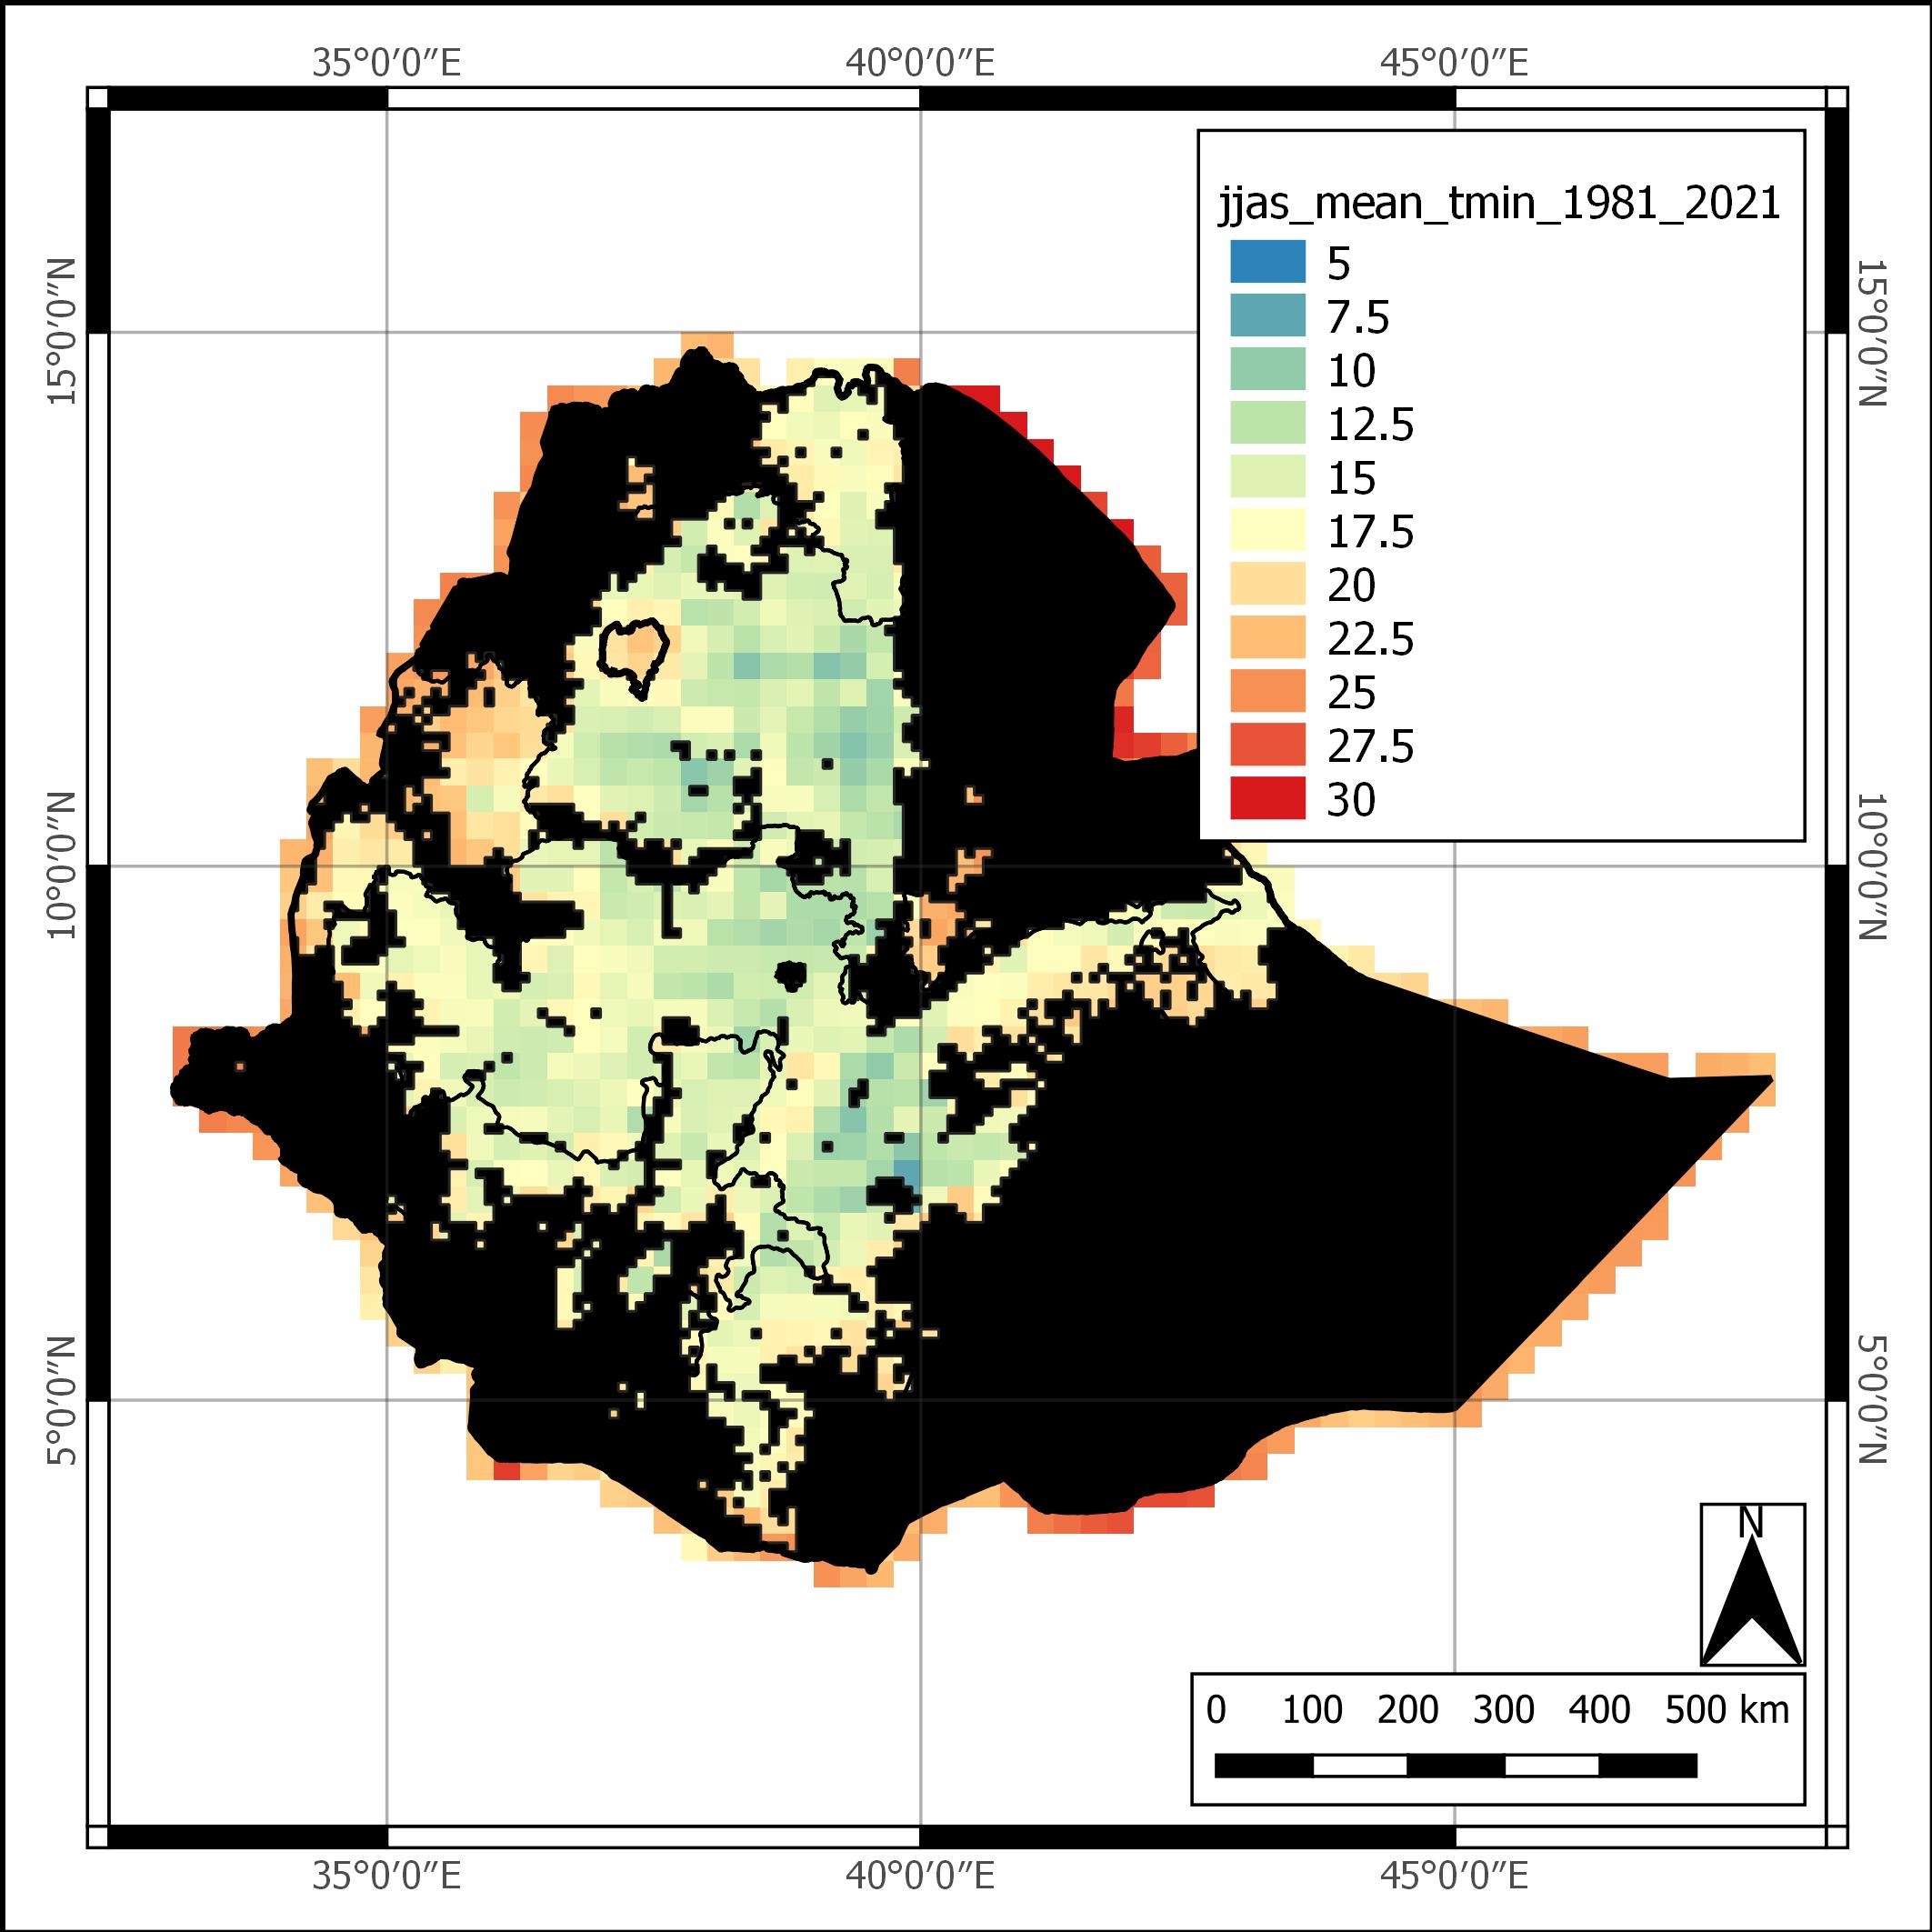 35°0′0″E 40°0′0″E 45°0′0″E
15°0′0″N
10°0′0″N
5°0′0″N
jjas_mean_tmin_1981_2021
5
7.5
10
12.5
15
17.5
20
22.5
25
27.5
30
15°0′0″N
10°0′0″N
5°0′0″N
N
0 100 200 300 400 500 km
35°0′0″E 40°0′0″E 45°0′0″E